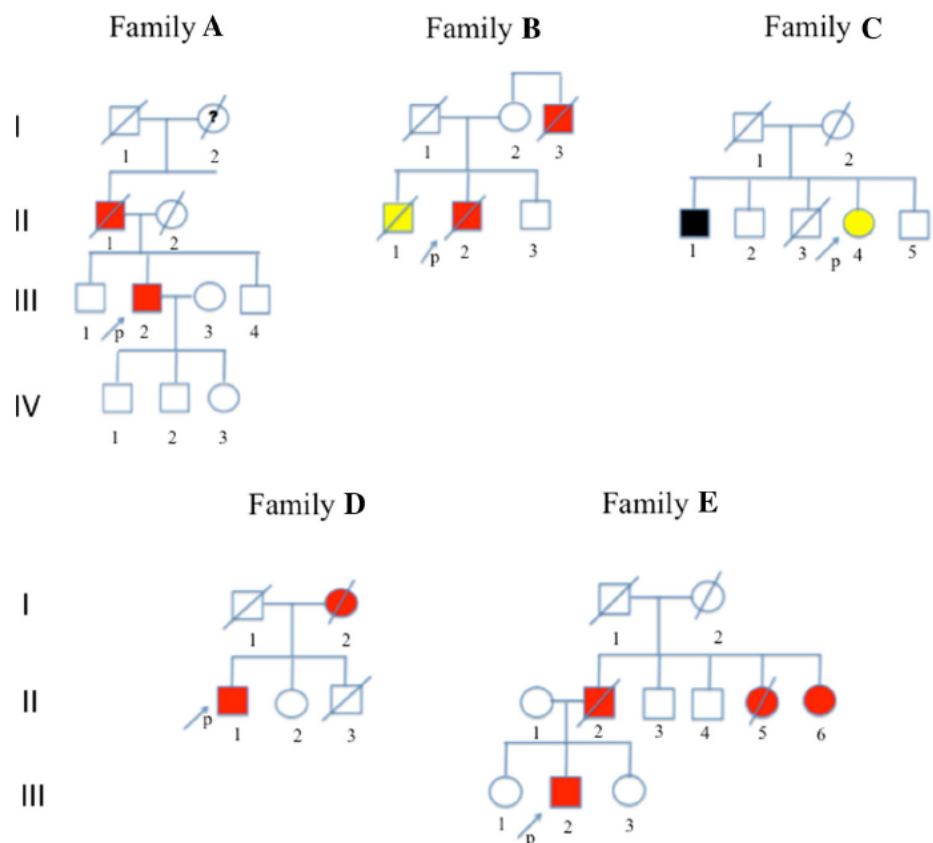 Family A Family B Family C
I
?
1 2 1 2 3 1 2
II
1 2 p 1 2 3 1 2 3 p 4 5
III
1 p 2 3 4
IV
1 2 3
Family D Family E
I
1 2 1 2
II
p 1 2 3 1 2 3 4 5 6
III
1 p 2 3